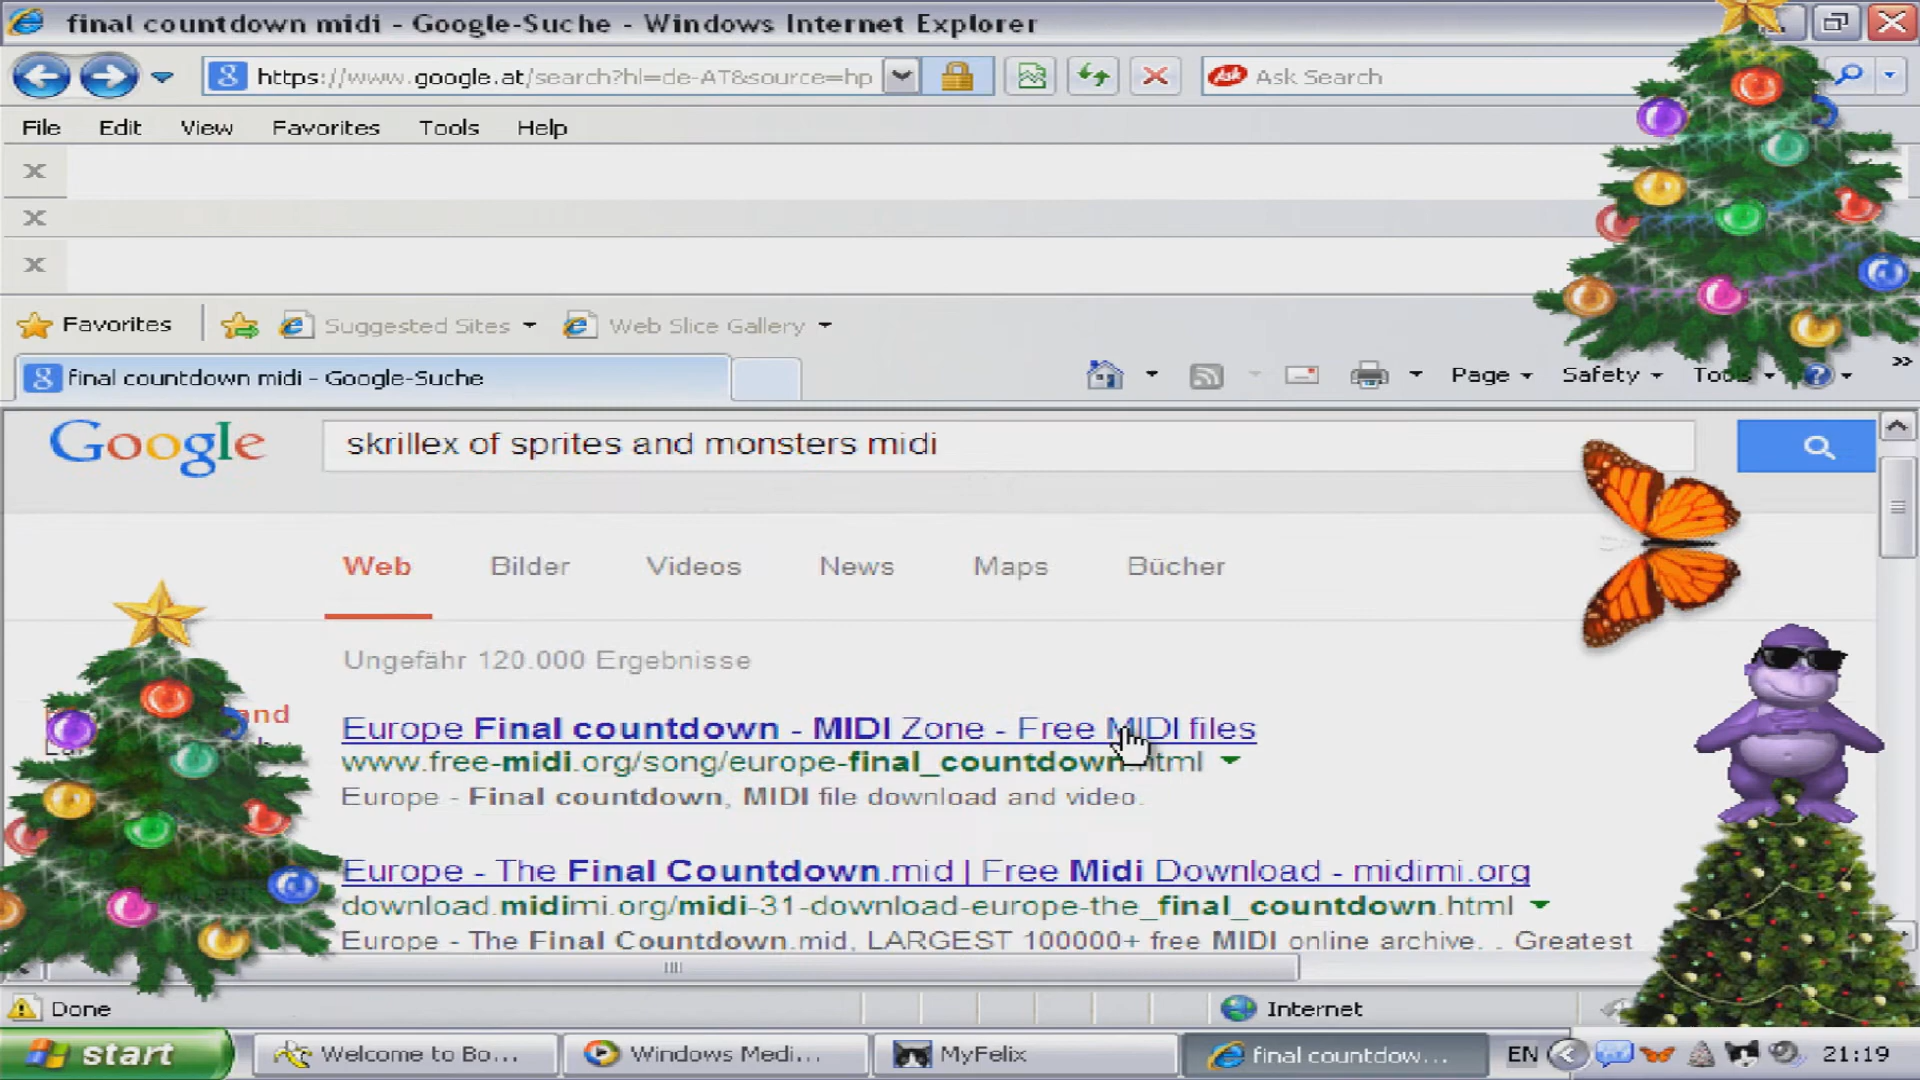 final countdown midi - Google-Suche - Windows Internet Explorer
https://www.google.at/search?hl=de-AT&source=hp
Ask Ask Search
File Edit View Favorites Tools Help
x
x
x
Favorites Suggested Sites Web Slice Gallery
final countdown midi - Google-Suche
Page Safety Tools »
Google skrillex of sprites and monsters midi
Web Bilder Videos News Maps Bücher
Ungefähr 120.000 Ergebnisse
Europe Final countdown - MIDI Zone - Free MIDI files
www.free-midi.org/song/europe-final_countdown.html
Europe - Final countdown, MIDI file download and video.
Europe - The Final Countdown.mid | Free Midi Download - midimi.org
download.midimi.org/midi-31-download-europe-the_final_countdown.html
Europe - The Final Countdown.mid, LARGEST 100000+ free MIDI online archive. . Greatest
Done Internet
start Welcome to Bo... Windows Medi... MyFelix final countdow... EN 21:19